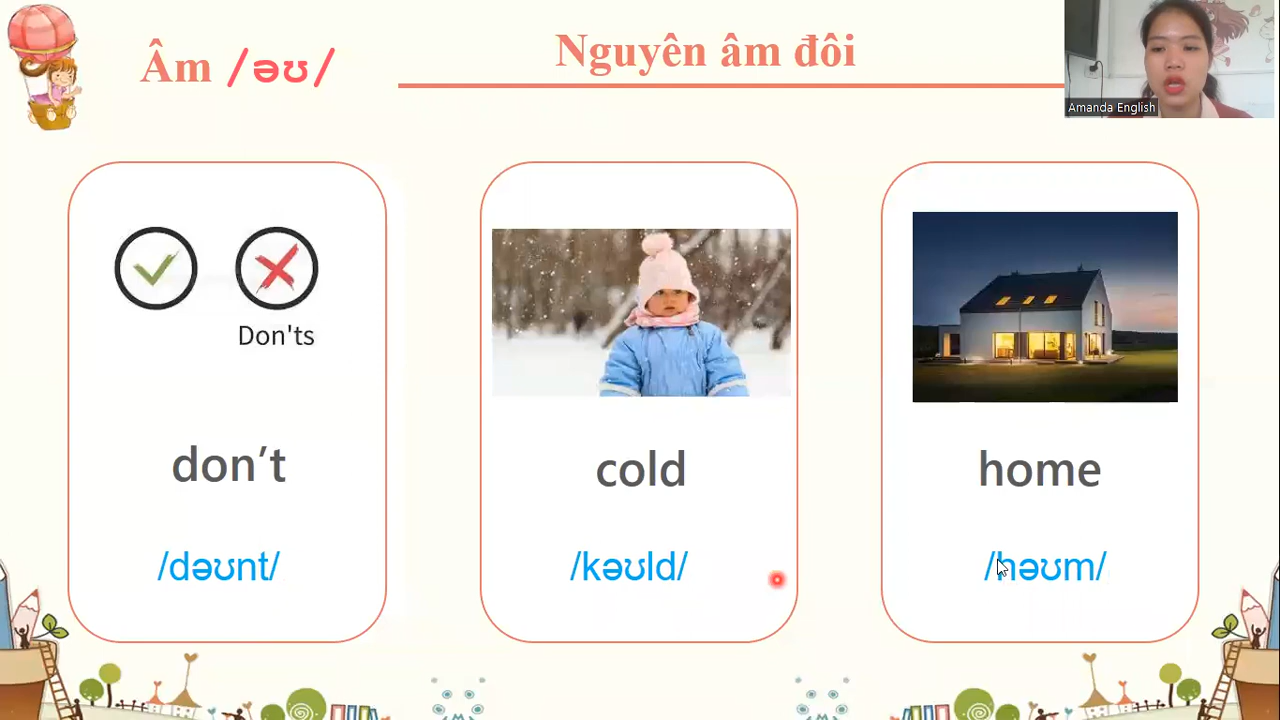 Âm /əʊ/
Nguyên âm đôi
Amanda English
Don'ts
don’t
/dəʊnt/
cold
/kəʊld/
home
/həʊm/